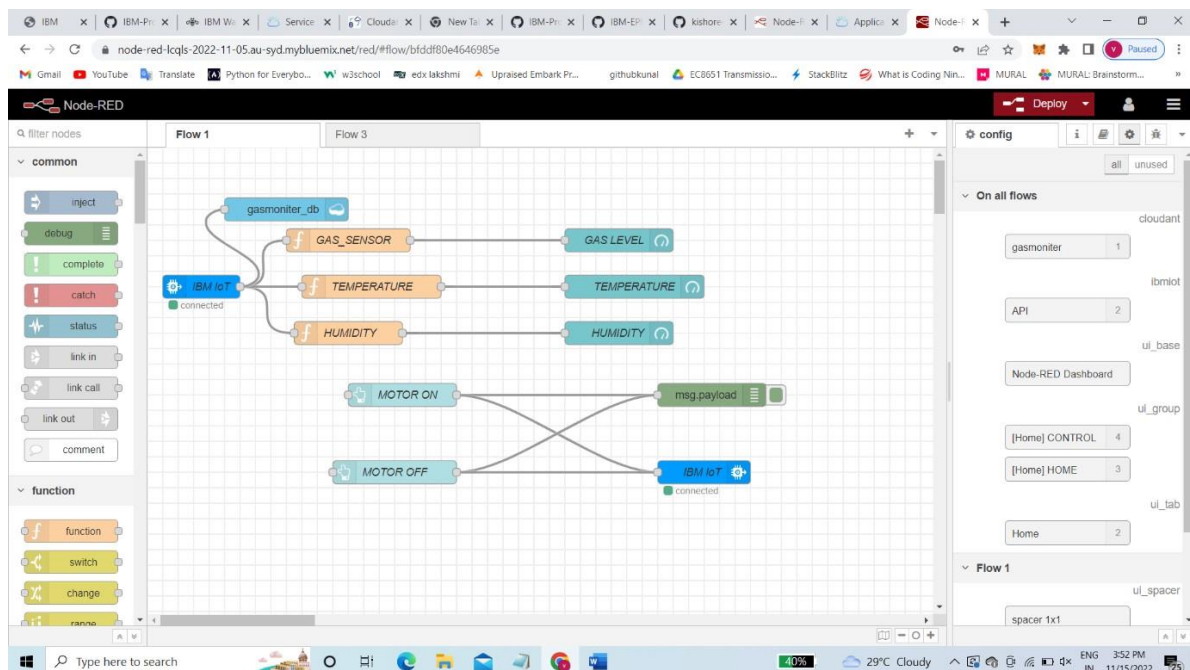 IBM
IBM-Pro
IBM Wa
Service
Cloudar
New Tab
IBM-Pro
IBM-EPB
kishore
Node-R
Applica
Node-R
node-red-lcqls-2022-11-05.au-syd.mybluemix.net/red/#flow/bfddf80e4646985e
Paused
Gmail YouTube Translate Python for Everybo... w3school edx lakshmi Upraised Embark Pr... githubkunal EC8651 Transmissio... StackBlitz What is Coding Nin... MURAL MURAL: Brainstorm... »
Node-RED
Deploy
filter nodes
Flow 1
Flow 3
config
all unused
common
inject
debug
complete
catch
status
link in
link call
link out
comment
function
function
switch
change
range
gasmoniter_db
GAS_SENSOR
GAS LEVEL
IBM IoT
connected
TEMPERATURE
TEMPERATURE
HUMIDITY
HUMIDITY
MOTOR ON
msg.payload
MOTOR OFF
IBM IoT
connected
On all flows
cloudant
gasmoniter 1
ibmiot
API 2
ui_base
Node-RED Dashboard
ui_group
[Home] CONTROL 4
[Home] HOME 3
ui_tab
Home 2
Flow 1
ui_spacer
spacer 1x1
Type here to search
40%
29°C Cloudy
ENG
IN
3:52 PM
11/15/2022